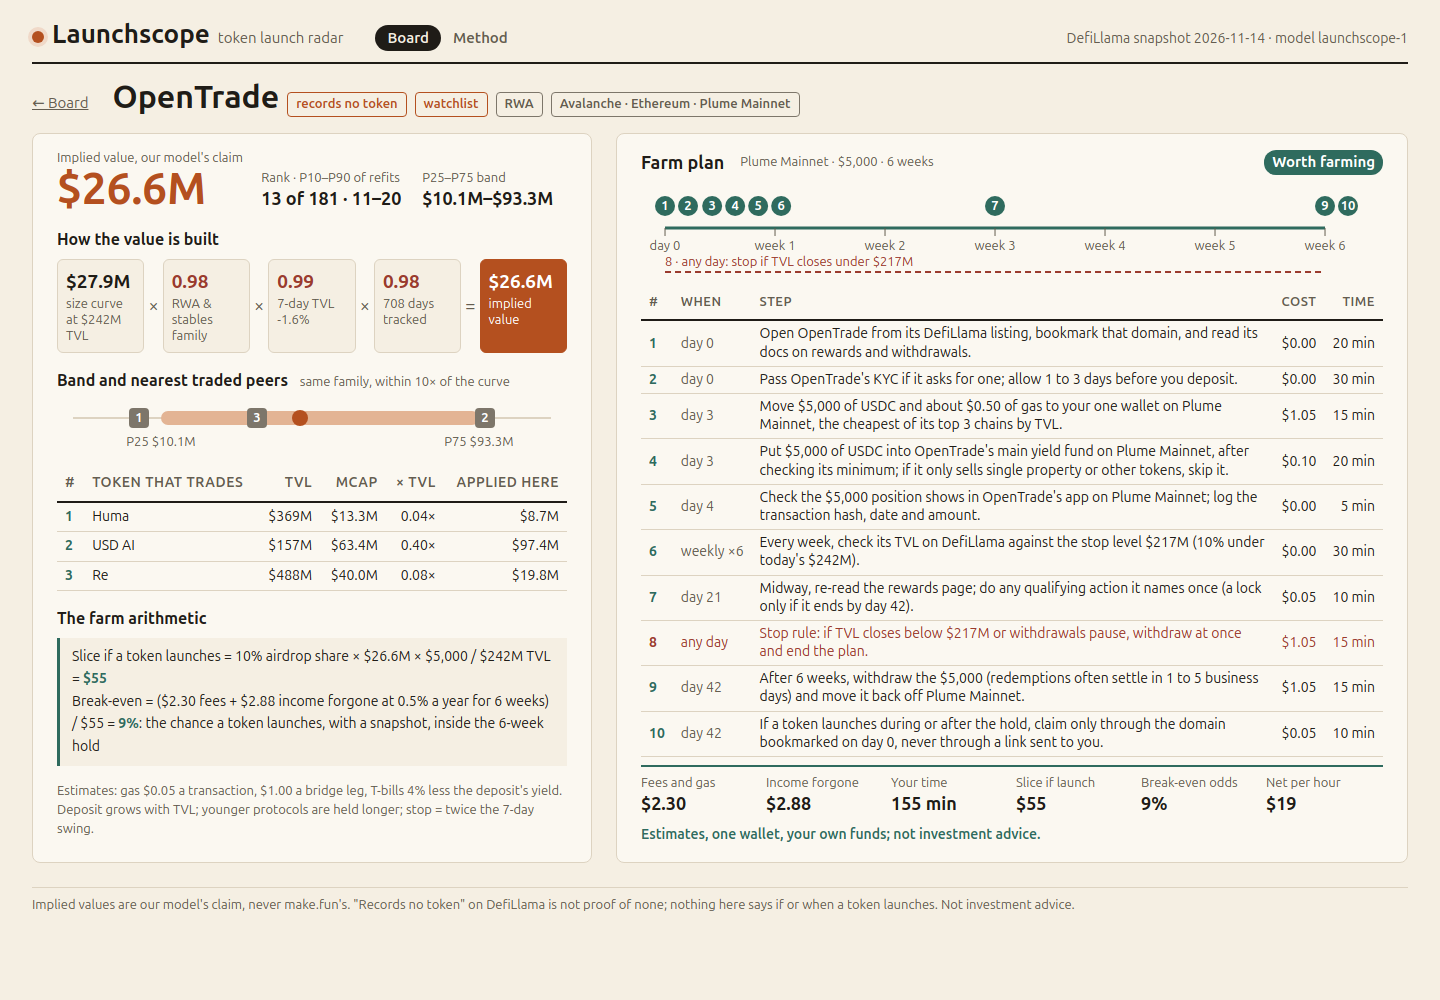 Launchscope token launch radar Board Method DefiLlama snapshot 2026-11-14 · model launchscope-1
← Board OpenTrade records no token watchlist RWA Avalanche · Ethereum · Plume Mainnet
Implied value, our model's claim
$26.6M
Rank · P10–P90 of refits
13 of 181 · 11–20
P25–P75 band
$10.1M–$93.3M
How the value is built
$27.9M
size curve
at $242M
TVL
×
0.98
RWA &
stables
family
×
0.99
7-day TVL
-1.6%
×
0.98
708 days
tracked
=
$26.6M
implied
value
Band and nearest traded peers same family, within 10× of the curve
1 3 2
P25 $10.1M P75 $93.3M
# TOKEN THAT TRADES TVL MCAP × TVL APPLIED HERE
1 Huma $369M $13.3M 0.04× $8.7M
2 USD AI $157M $63.4M 0.40× $97.4M
3 Re $488M $40.0M 0.08× $19.8M
The farm arithmetic
Slice if a token launches = 10% airdrop share × $26.6M × $5,000 / $242M TVL
= $55
Break-even = ($2.30 fees + $2.88 income forgone at 0.5% a year for 6 weeks)
/ $55 = 9%: the chance a token launches, with a snapshot, inside the 6-week
hold
Estimates: gas $0.05 a transaction, $1.00 a bridge leg, T-bills 4% less the deposit's yield.
Deposit grows with TVL; younger protocols are held longer; stop = twice the 7-day
swing.
Farm plan Plume Mainnet · $5,000 · 6 weeks Worth farming
1 2 3 4 5 6 7 9 10
day 0 week 1 week 2 week 3 week 4 week 5 week 6
8 · any day: stop if TVL closes under $217M
# WHEN STEP COST TIME
1 day 0 Open OpenTrade from its DefiLlama listing, bookmark that domain, and read its
docs on rewards and withdrawals. $0.00 20 min
2 day 0 Pass OpenTrade's KYC if it asks for one; allow 1 to 3 days before you deposit. $0.00 30 min
3 day 3 Move $5,000 of USDC and about $0.50 of gas to your one wallet on Plume
Mainnet, the cheapest of its top 3 chains by TVL. $1.05 15 min
4 day 3 Put $5,000 of USDC into OpenTrade's main yield fund on Plume Mainnet, after
checking its minimum; if it only sells single property or other tokens, skip it. $0.10 20 min
5 day 4 Check the $5,000 position shows in OpenTrade's app on Plume Mainnet; log the
transaction hash, date and amount. $0.00 5 min
6 weekly ×6 Every week, check its TVL on DefiLlama against the stop level $217M (10% under
today's $242M). $0.00 30 min
7 day 21 Midway, re-read the rewards page; do any qualifying action it names once (a lock
only if it ends by day 42). $0.05 10 min
8 any day Stop rule: if TVL closes below $217M or withdrawals pause, withdraw at once
and end the plan. $1.05 15 min
9 day 42 After 6 weeks, withdraw the $5,000 (redemptions often settle in 1 to 5 business
days) and move it back off Plume Mainnet. $1.05 15 min
10 day 42 If a token launches during or after the hold, claim only through the domain
bookmarked on day 0, never through a link sent to you. $0.05 10 min
Fees and gas Income forgone Your time Slice if launch Break-even odds Net per hour
$2.30 $2.88 155 min $55 9% $19
Estimates, one wallet, your own funds; not investment advice.
Implied values are our model's claim, never make.fun's. "Records no token" on DefiLlama is not proof of none; nothing here says if or when a token launches. Not investment advice.